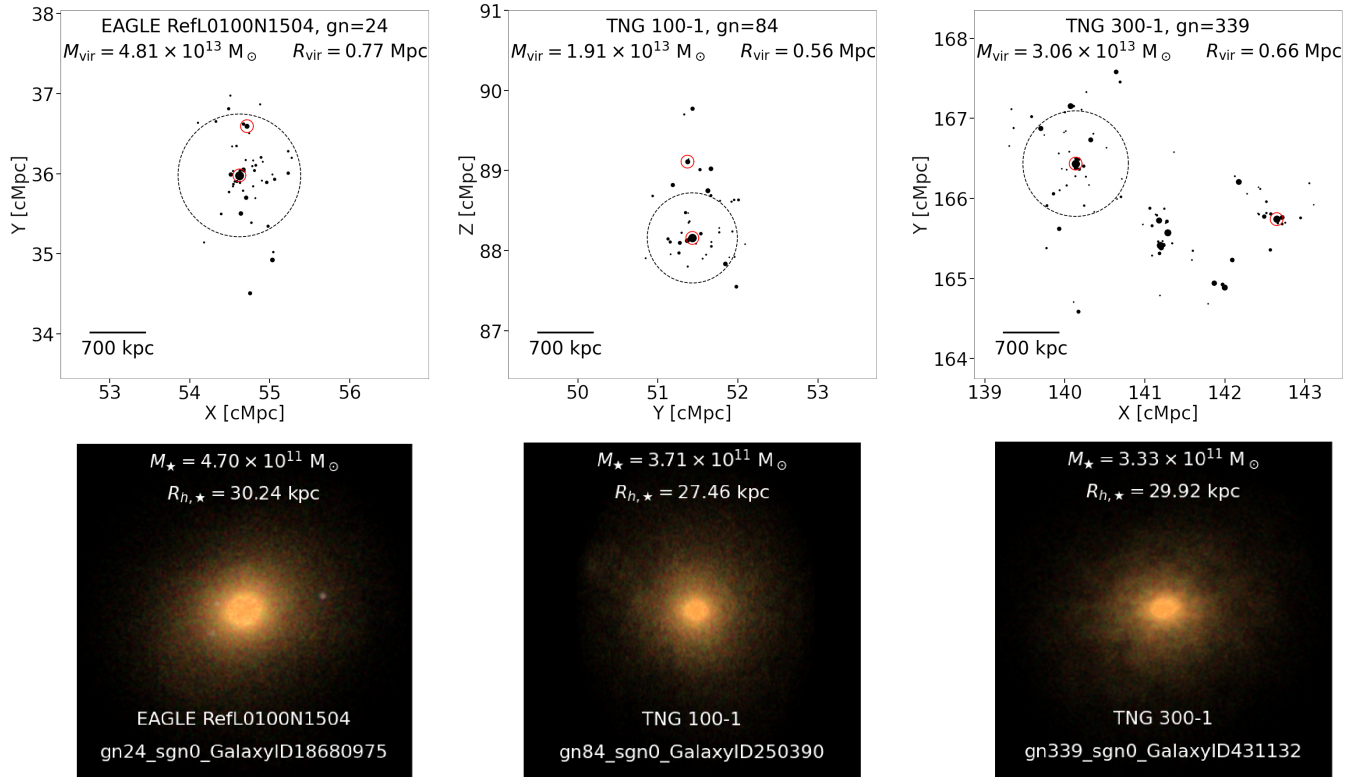 EAGLE RefL0100N1504, gn=24
M_vir = 4.81 × 10^13 M_⊙ R_vir = 0.77 Mpc
38
37
36
35
34
Y [cMpc]
700 kpc
53 54 55 56
X [cMpc]
TNG 100-1, gn=84
M_vir = 1.91 × 10^13 M_⊙ R_vir = 0.56 Mpc
91
90
89
88
87
Z [cMpc]
700 kpc
50 51 52 53
Y [cMpc]
TNG 300-1, gn=339
M_vir = 3.06 × 10^13 M_⊙ R_vir = 0.66 Mpc
168
167
166
165
164
Y [cMpc]
700 kpc
139 140 141 142 143
X [cMpc]
M_★ = 4.70 × 10^11 M_⊙
R_h,★ = 30.24 kpc
EAGLE RefL0100N1504
gn24_sgn0_GalaxyID18680975
M_★ = 3.71 × 10^11 M_⊙
R_h,★ = 27.46 kpc
TNG 100-1
gn84_sgn0_GalaxyID250390
M_★ = 3.33 × 10^11 M_⊙
R_h,★ = 29.92 kpc
TNG 300-1
gn339_sgn0_GalaxyID431132